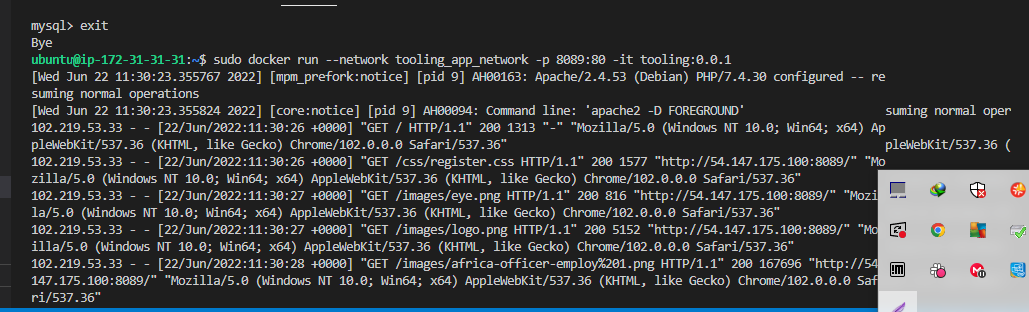 mysql> exit
Bye
ubuntu@ip-172-31-31-31:~$ sudo docker run --network tooling_app_network -p 8089:80 -it tooling:0.0.1
[Wed Jun 22 11:30:23.355767 2022] [mpm_prefork:notice] [pid 9] AH00163: Apache/2.4.53 (Debian) PHP/7.4.30 configured -- re
suming normal operations
[Wed Jun 22 11:30:23.355824 2022] [core:notice] [pid 9] AH00094: Command line: 'apache2 -D FOREGROUND' suming normal oper
102.219.53.33 - - [22/Jun/2022:11:30:26 +0000] "GET / HTTP/1.1" 200 1313 "-" "Mozilla/5.0 (Windows NT 10.0; Win64; x64) Ap
pleWebKit/537.36 (KHTML, like Gecko) Chrome/102.0.0.0 Safari/537.36" pleWebKit/537.36 (
102.219.53.33 - - [22/Jun/2022:11:30:26 +0000] "GET /css/register.css HTTP/1.1" 200 1577 "http://54.147.175.100:8089/" "Mo
zilla/5.0 (Windows NT 10.0; Win64; x64) AppleWebKit/537.36 (KHTML, like Gecko) Chrome/102.0.0.0 Safari/537.36"
102.219.53.33 - - [22/Jun/2022:11:30:27 +0000] "GET /images/eye.png HTTP/1.1" 200 816 "http://54.147.175.100:8089/" "Mozi
la/5.0 (Windows NT 10.0; Win64; x64) AppleWebKit/537.36 (KHTML, like Gecko) Chrome/102.0.0.0 Safari/537.36"
102.219.53.33 - - [22/Jun/2022:11:30:27 +0000] "GET /images/logo.png HTTP/1.1" 200 5152 "http://54.147.175.100:8089/" "Mo
illa/5.0 (Windows NT 10.0; Win64; x64) AppleWebKit/537.36 (KHTML, like Gecko) Chrome/102.0.0.0 Safari/537.36"
102.219.53.33 - - [22/Jun/2022:11:30:28 +0000] "GET /images/africa-officer-employ%201.png HTTP/1.1" 200 167696 "http://54
147.175.100:8089/" "Mozilla/5.0 (Windows NT 10.0; Win64; x64) AppleWebKit/537.36 (KHTML, like Gecko) Chrome/102.0.0.0 Saf
ri/537.36"